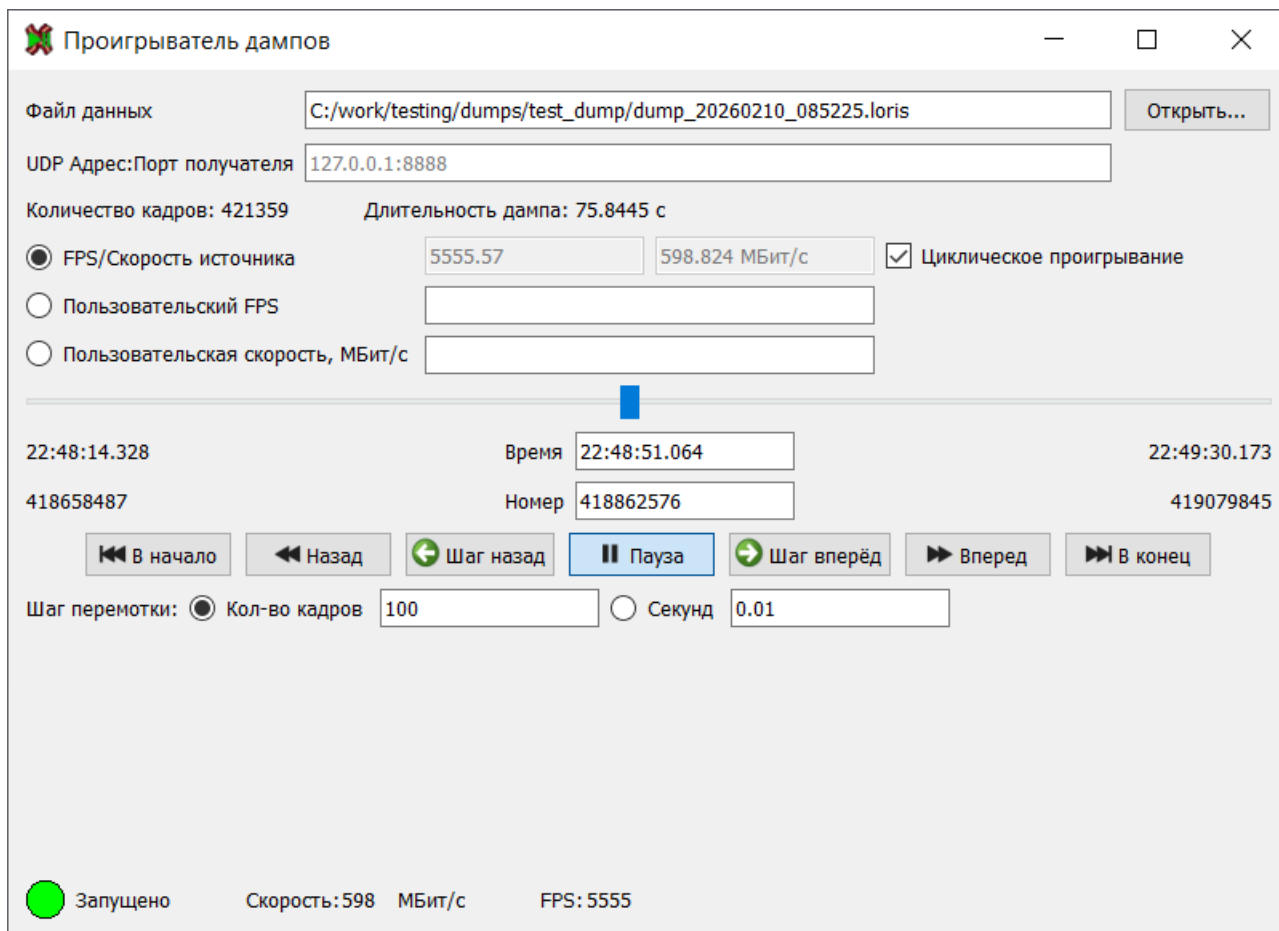 Проигрыватель дампов
Файл данных C:/work/testing/dumps/test_dump/dump_20260210_085225.loris Открыть...
UDP Адрес:Порт получателя 127.0.0.1:8888
Количество кадров: 421359 Длительность дампа: 75.8445 с
FPS/Скорость источника 5555.57 598.824 МБит/с Циклическое проигрывание
Пользовательский FPS
Пользовательская скорость, МБит/с
22:48:14.328 Время 22:48:51.064 22:49:30.173
418658487 Номер 418862576 419079845
В начало Назад Шаг назад Пауза Шаг вперёд Вперед В конец
Шаг перемотки: Кол-во кадров 100 Секунд 0.01
Запущено Скорость: 598 МБит/с FPS: 5555